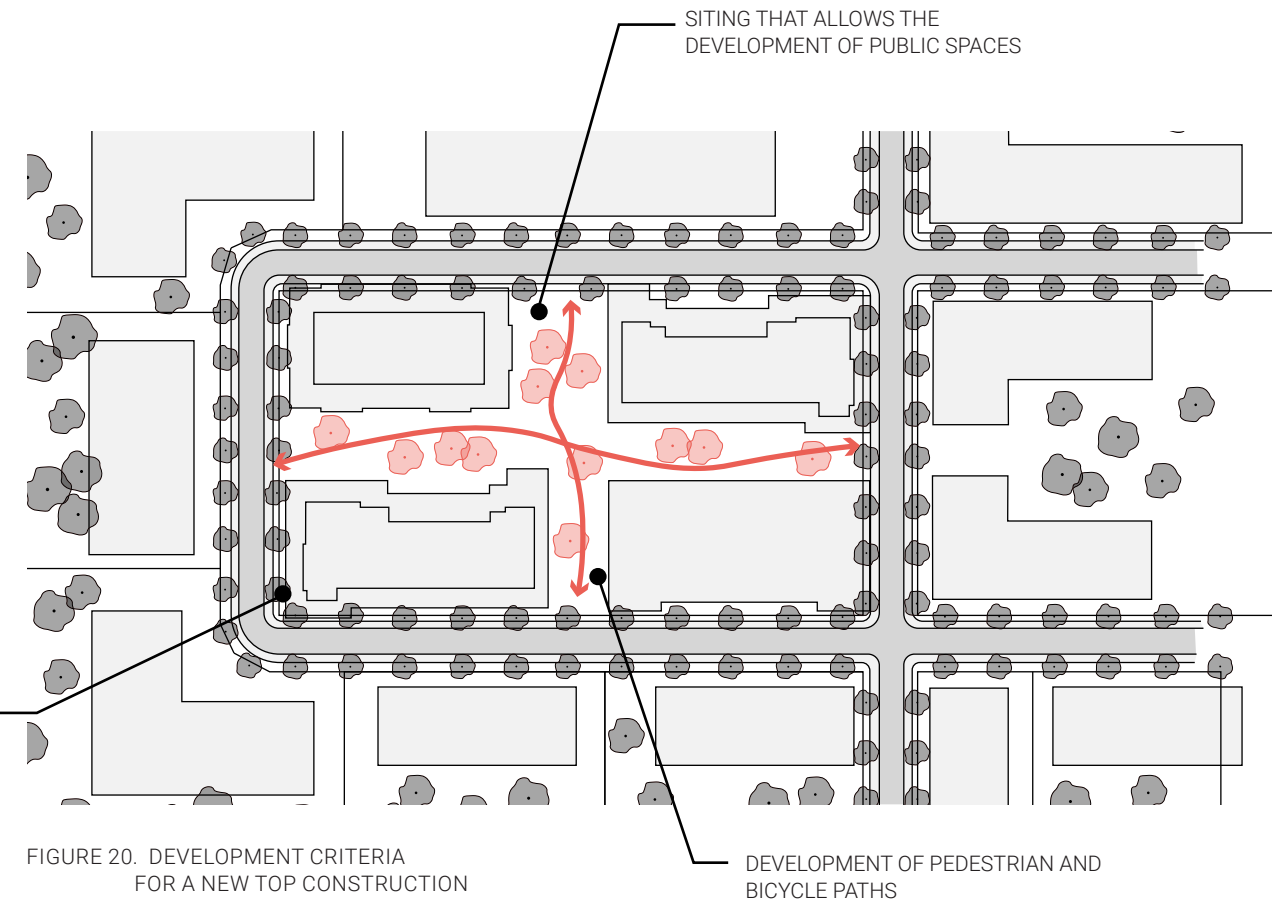 SITING THAT ALLOWS THE
DEVELOPMENT OF PUBLIC SPACES
FIGURE 20. DEVELOPMENT CRITERIA
FOR A NEW TOP CONSTRUCTION
DEVELOPMENT OF PEDESTRIAN AND
BICYCLE PATHS